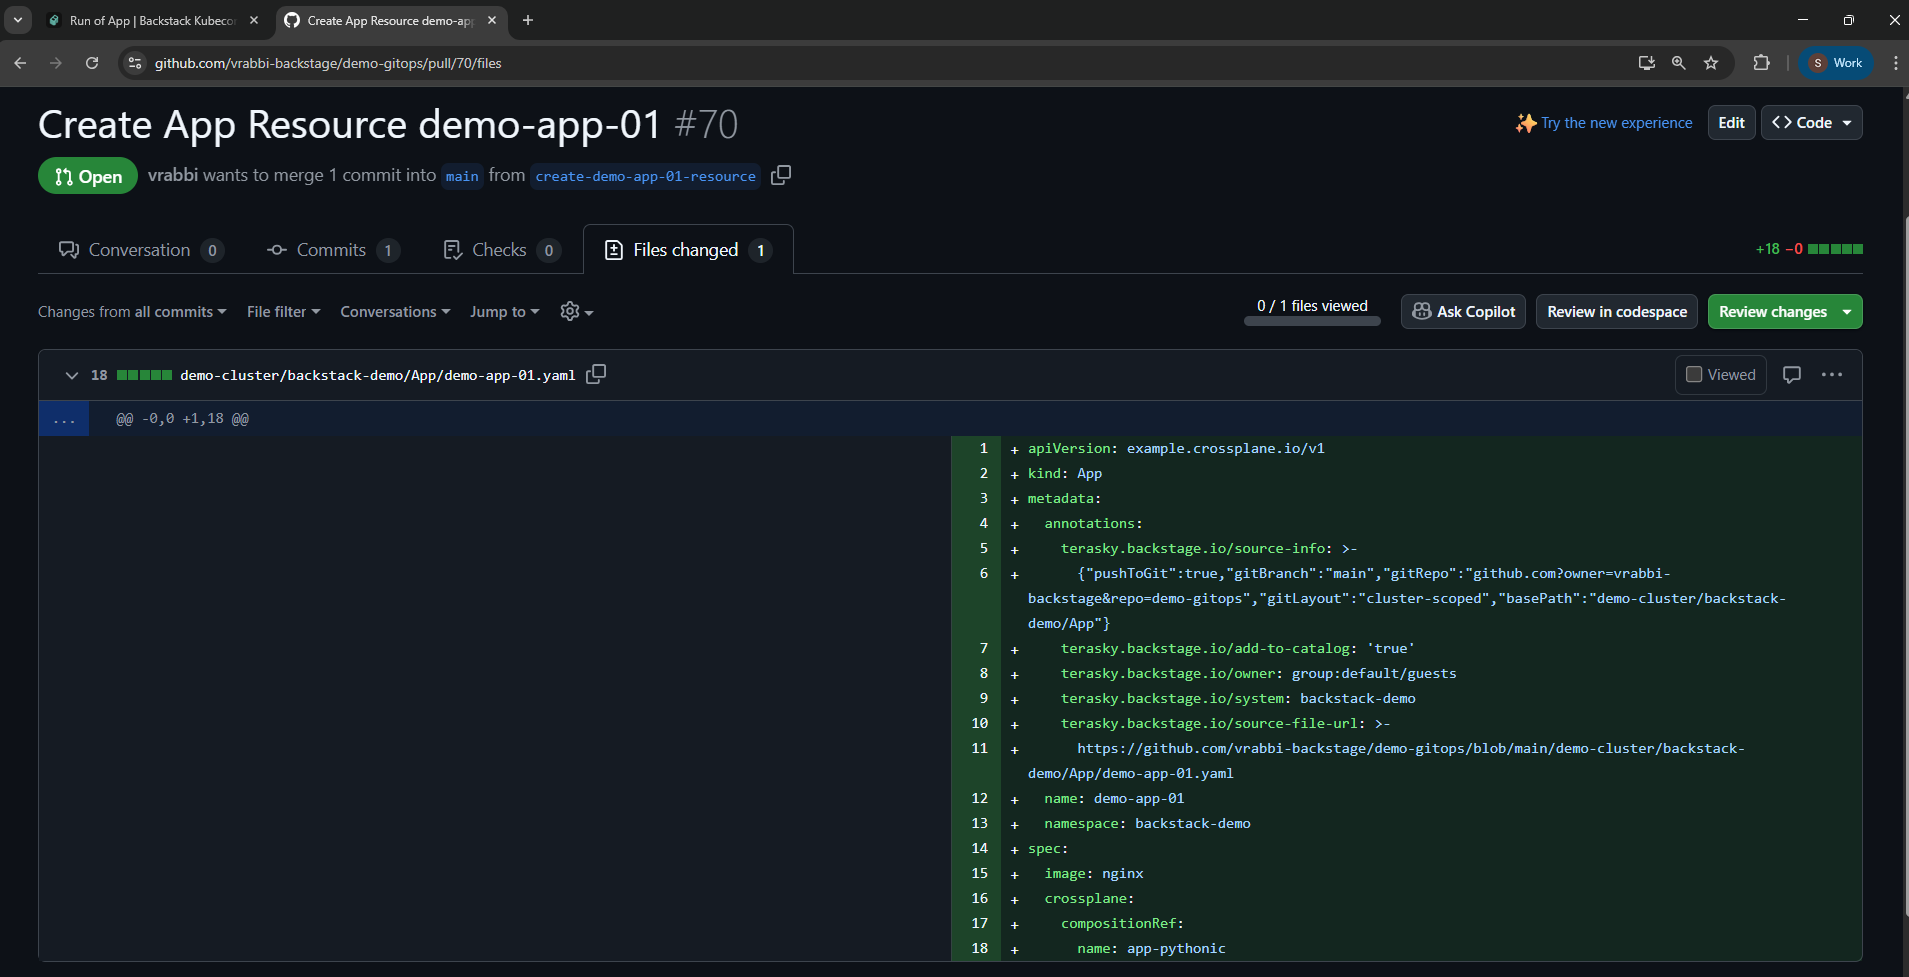 Run of App | Backstack Kubecor
Create App Resource demo-app
github.com/vrabbi-backstage/demo-gitops/pull/70/files
S Work
Create App Resource demo-app-01 #70
Try the new experience
Edit
Code
Open
vrabbi wants to merge 1 commit into main from create-demo-app-01-resource
Conversation 0
Commits 1
Checks 0
Files changed 1
+18 −0
Changes from all commits
File filter
Conversations
Jump to
0 / 1 files viewed
Ask Copilot
Review in codespace
Review changes
18 demo-cluster/backstack-demo/App/demo-app-01.yaml
Viewed
... @@ -0,0 +1,18 @@
1 + apiVersion: example.crossplane.io/v1
2 + kind: App
3 + metadata:
4 + annotations:
5 + terasky.backstage.io/source-info: >-
6 + {"pushToGit":true,"gitBranch":"main","gitRepo":"github.com?owner=vrabbi-
backstage&repo=demo-gitops","gitLayout":"cluster-scoped","basePath":"demo-cluster/backstack-
demo/App"}
7 + terasky.backstage.io/add-to-catalog: 'true'
8 + terasky.backstage.io/owner: group:default/guests
9 + terasky.backstage.io/system: backstack-demo
10 + terasky.backstage.io/source-file-url: >-
11 + https://github.com/vrabbi-backstage/demo-gitops/blob/main/demo-cluster/backstack-
demo/App/demo-app-01.yaml
12 + name: demo-app-01
13 + namespace: backstack-demo
14 + spec:
15 + image: nginx
16 + crossplane:
17 + compositionRef:
18 + name: app-pythonic